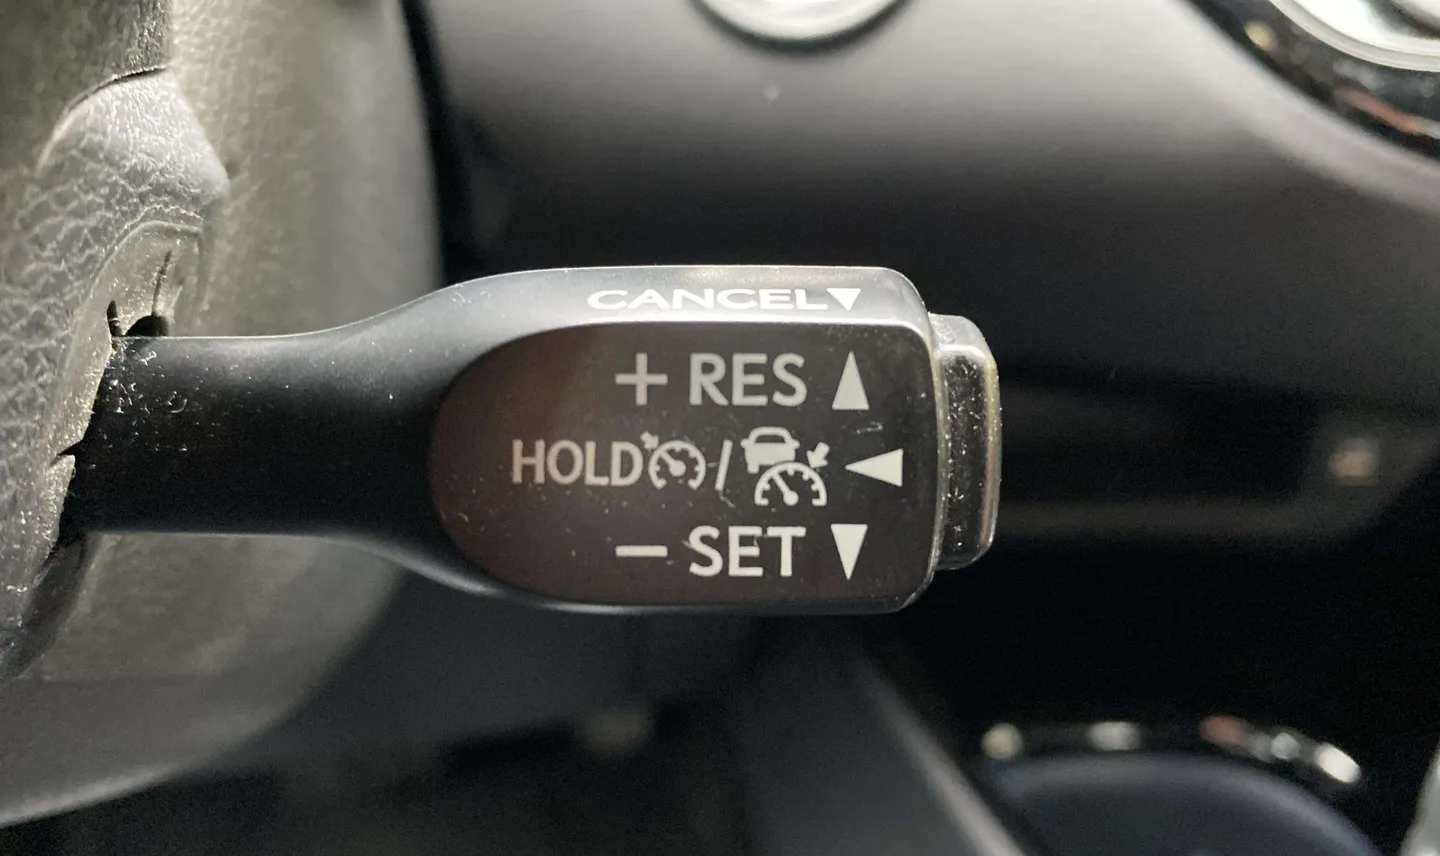 CANCEL▼
+ RES ▲
HOLD / ◀
− SET ▼